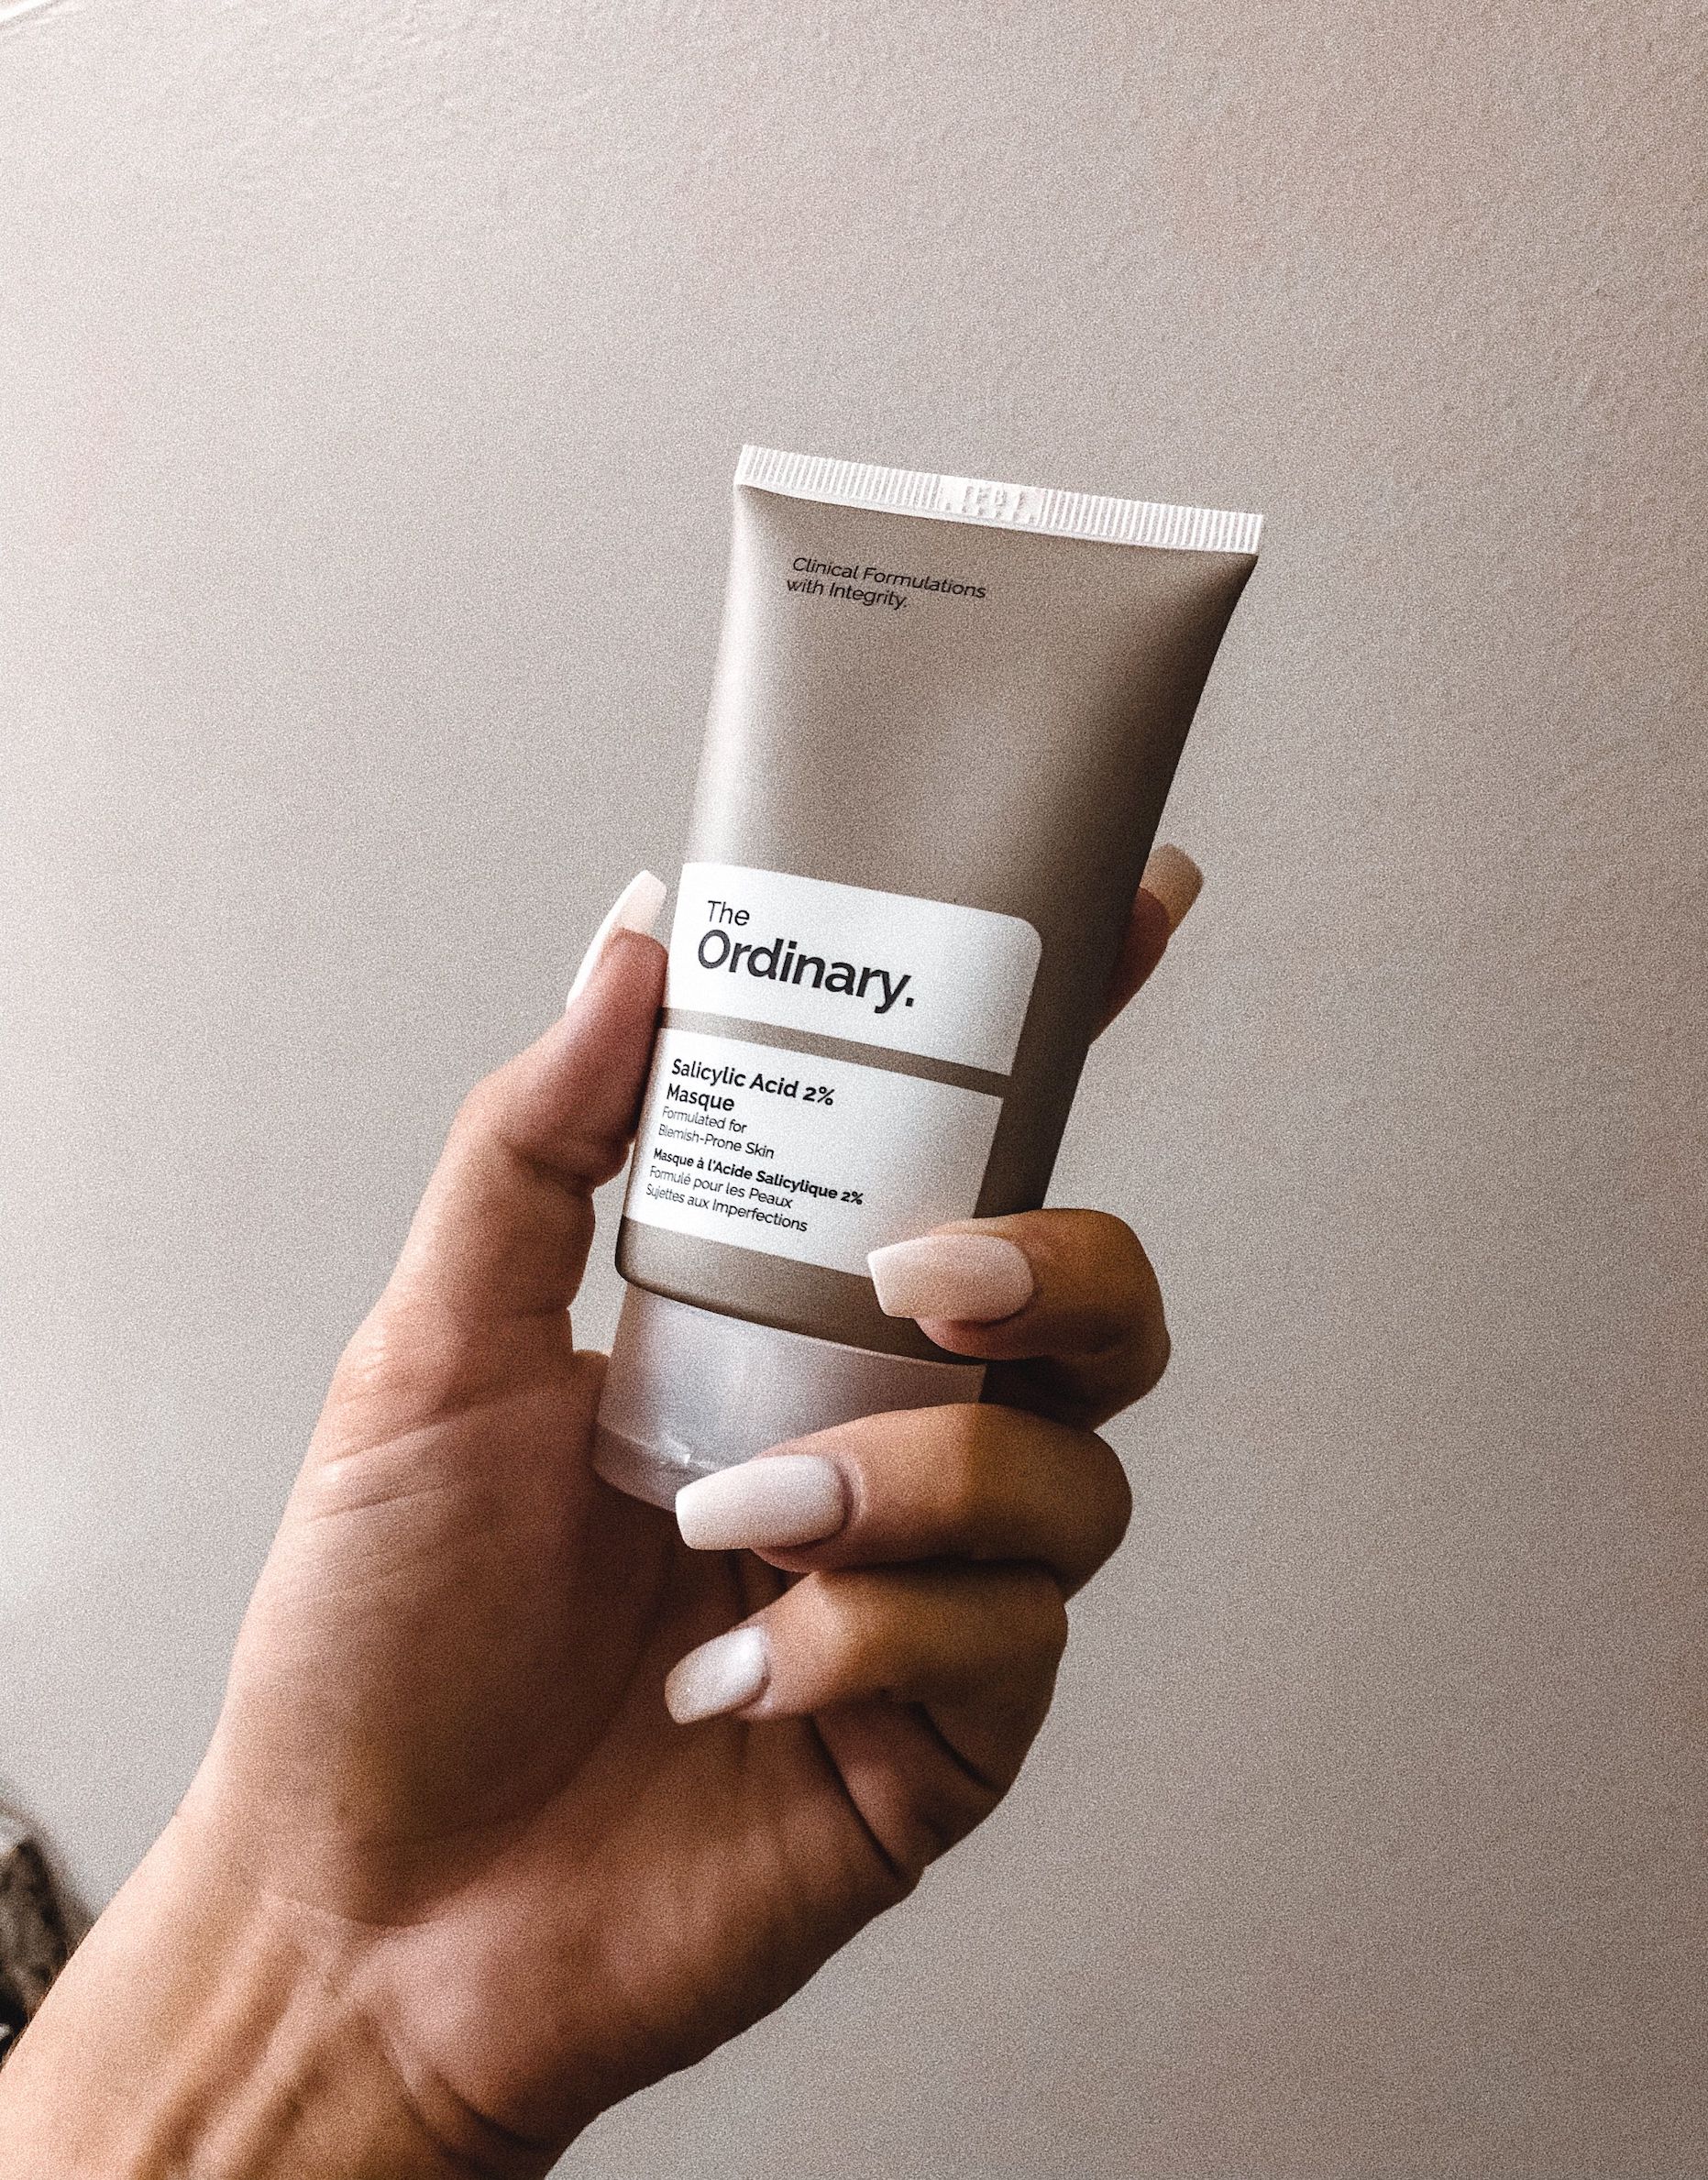 Clinical Formulations
with Integrity.
The
Ordinary.
Salicylic Acid 2%
Masque
Formulated for
Blemish-Prone Skin
Masque à l'Acide Salicylique 2%
Formulé pour les Peaux
Sujettes aux Imperfections